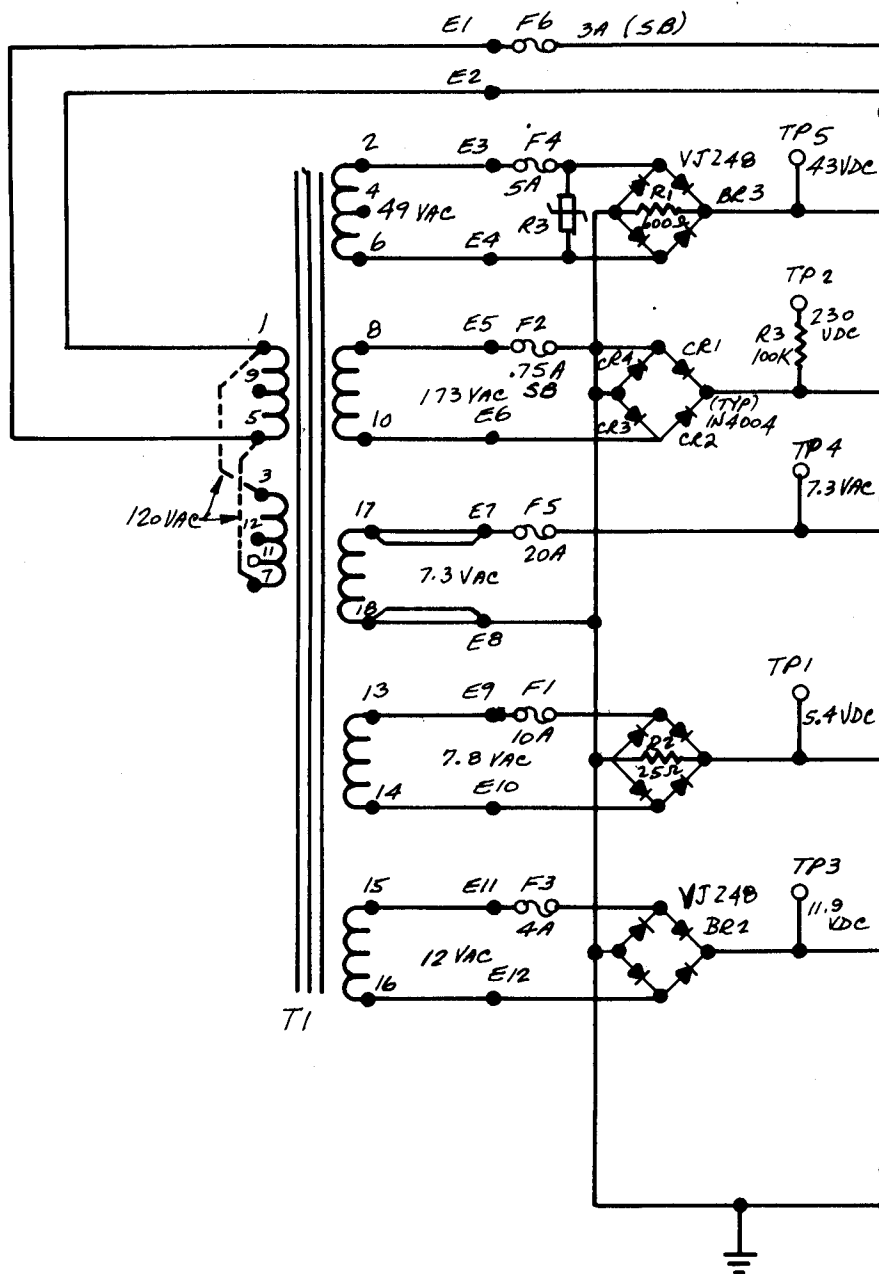 E1 F6 3A (SB)
E2
2 E3 F4 VJ248 TP5
4 5A 43VDC
49 VAC R3 R1 BR3
600Ω
6 E4
TP2
1 8 E5 F2 CR4 CR1 R3 230
9 .75A 100K VDC
173 VAC SB
5 10 E6 CR3 (TYP)
1N4004
CR2
3 TP4
120VAC 12 17 E7 F5 7.3VAC
11 20A
7 7.3 VAC
18
E8
13 E9 F1 TP1
10A 5.4VDC
7.8 VAC R2
25Ω
14 E10
15 E11 F3 VJ248 TP3
4A BR2 11.9
12 VAC VDC
16 E12
T1